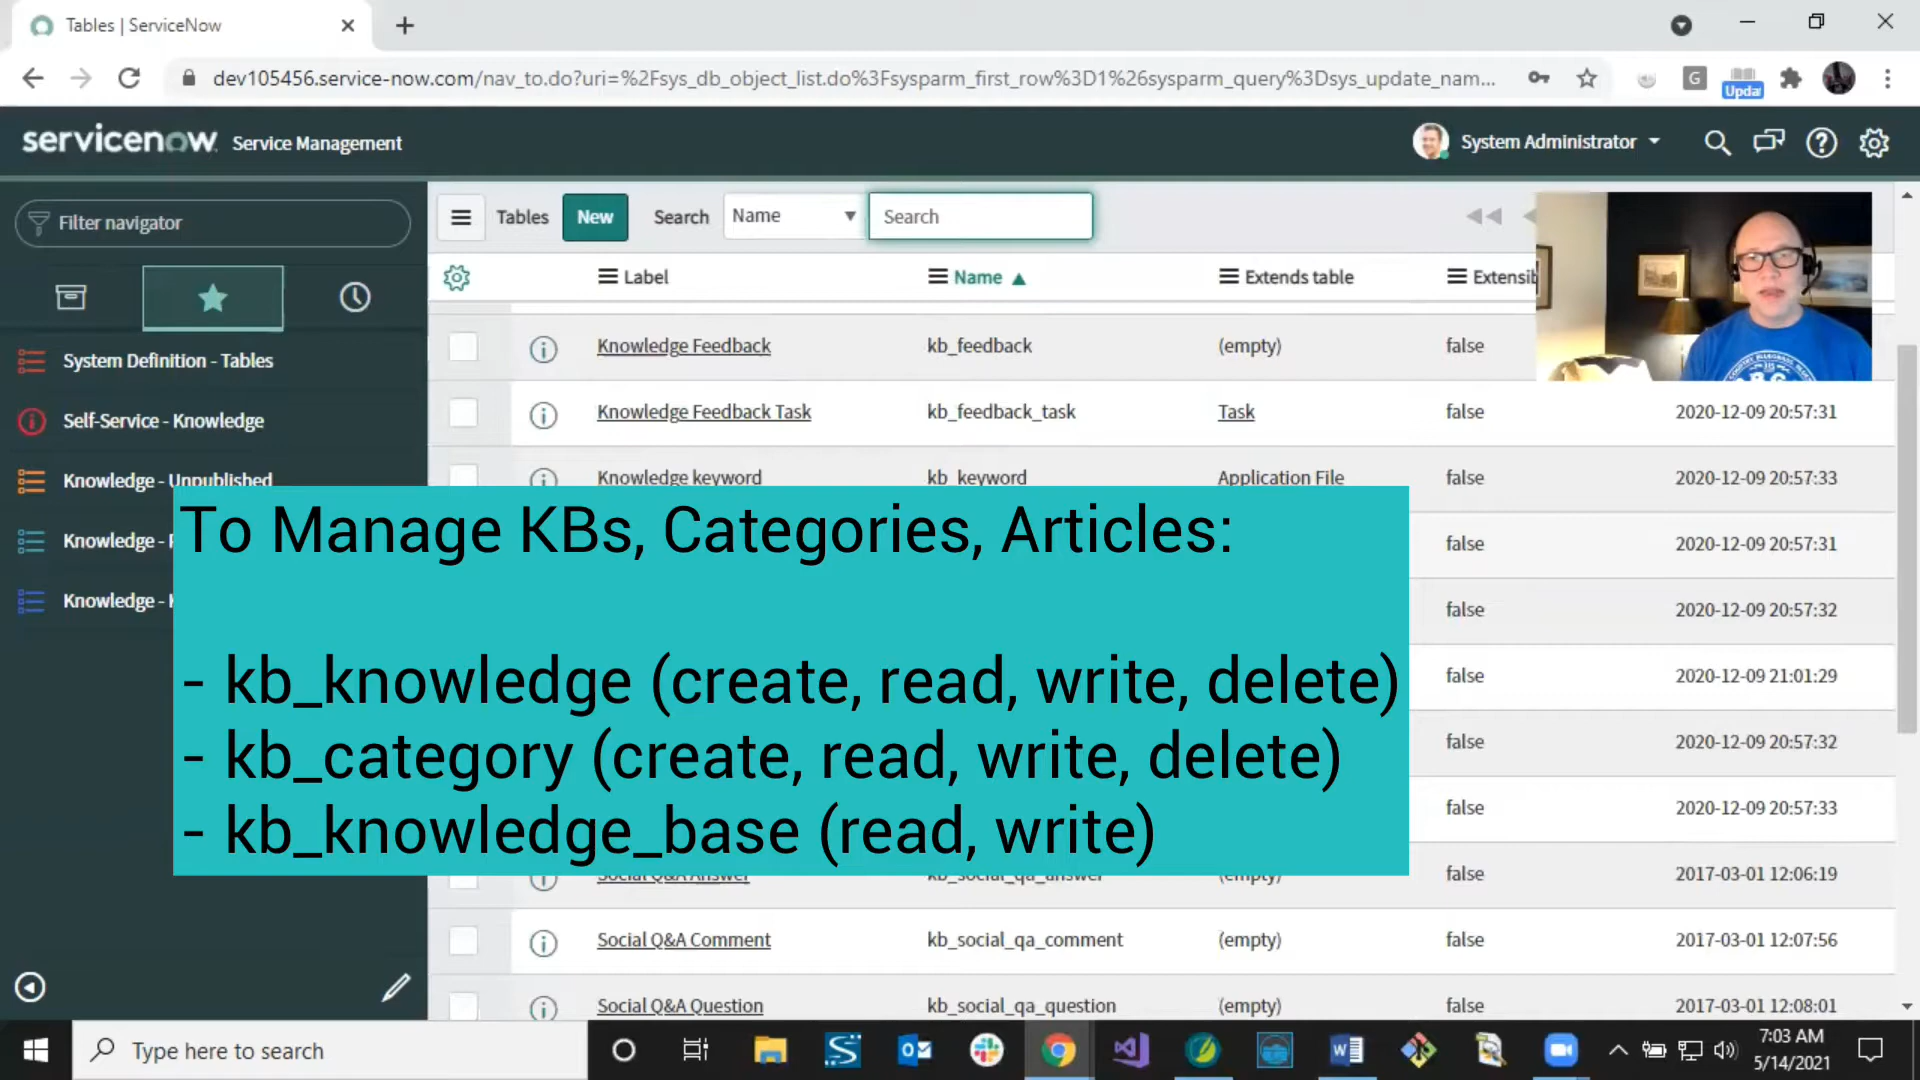 Tables | ServiceNow
dev105456.service-now.com/nav_to.do?uri=%2Fsys_db_object_list.do%3Fsysparm_first_row%3D1%26sysparm_query%3Dsys_update_nam...
G
Updat
servicenow Service Management
System Administrator
Filter navigator
Tables New Search Name Search
Label Name Extends table Extensib
System Definition - Tables
Self-Service - Knowledge
Knowledge - Unpublished
Knowledge -
Knowledge -
Knowledge Feedback kb_feedback (empty) false
Knowledge Feedback Task kb_feedback_task Task false 2020-12-09 20:57:31
Knowledge keyword kb_keyword Application File false 2020-12-09 20:57:33
false 2020-12-09 20:57:31
false 2020-12-09 20:57:32
false 2020-12-09 21:01:29
false 2020-12-09 20:57:32
false 2020-12-09 20:57:33
Social Q&A Answer kb_social_qa_answer (empty) false 2017-03-01 12:06:19
Social Q&A Comment kb_social_qa_comment (empty) false 2017-03-01 12:07:56
Social Q&A Question kb_social_qa_question (empty) false 2017-03-01 12:08:01
To Manage KBs, Categories, Articles:
- kb_knowledge (create, read, write, delete)
- kb_category (create, read, write, delete)
- kb_knowledge_base (read, write)
Type here to search
7:03 AM
5/14/2021